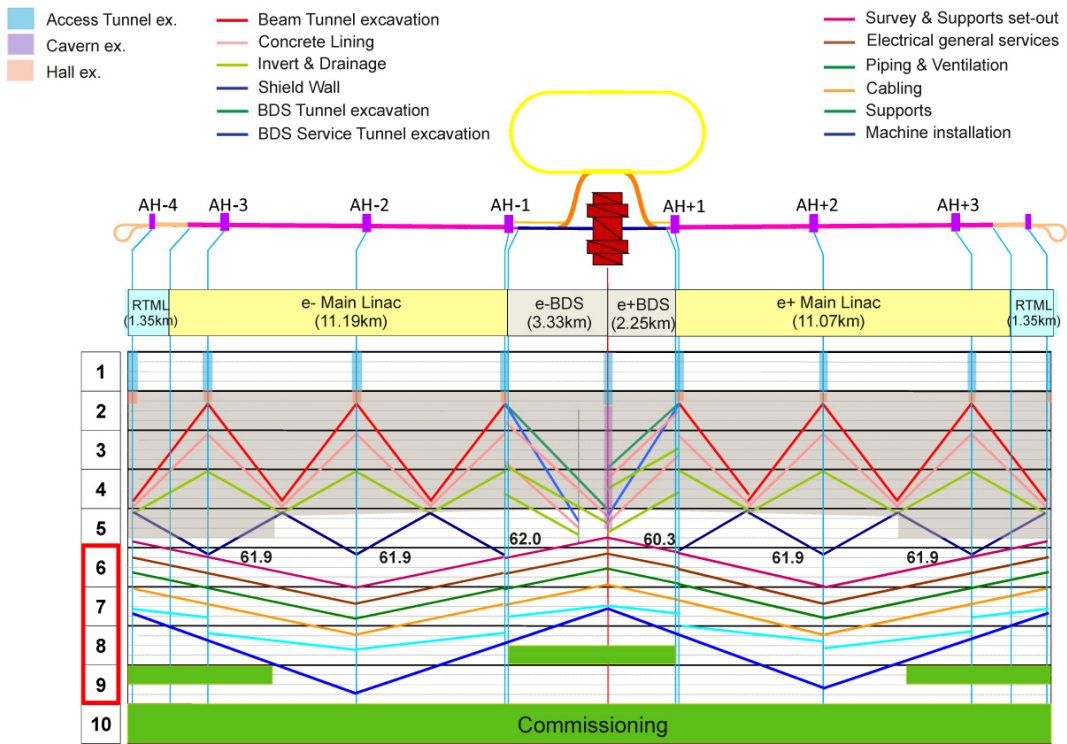 Access Tunnel ex.
Cavern ex.
Hall ex.
Beam Tunnel excavation
Concrete Lining
Invert & Drainage
Shield Wall
BDS Tunnel excavation
BDS Service Tunnel excavation
Survey & Supports set-out
Electrical general services
Piping & Ventilation
Cabling
Supports
Machine installation
AH-4 AH-3 AH-2 AH-1 AH+1 AH+2 AH+3
RTML
(1.35km)
e- Main Linac
(11.19km)
e-BDS
(3.33km)
e+BDS
(2.25km)
e+ Main Linac
(11.07km)
RTML
(1.35km)
1
2
3
4
5
62.0 60.3
61.9 61.9 61.9 61.9
6
7
8
9
10 Commissioning